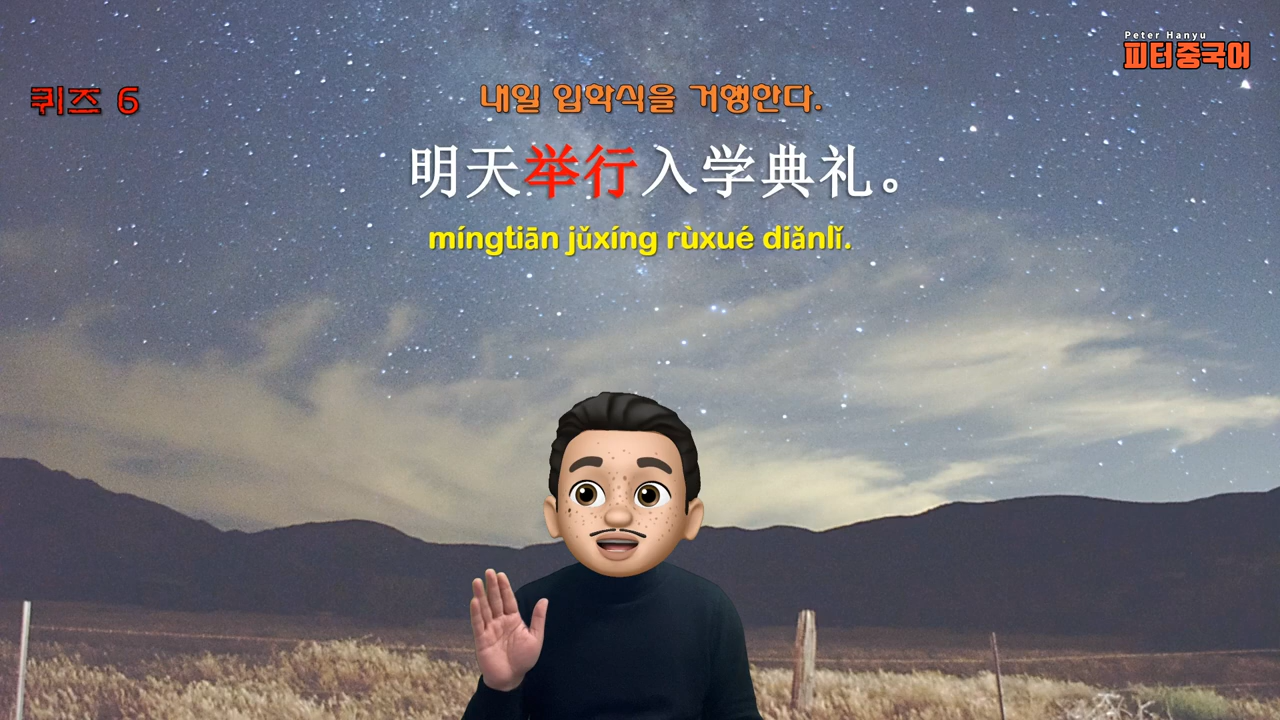 Peter Hanyu
피터중국어
퀴즈 6
내일 입학식을 거행한다.
明天举行入学典礼。
míngtiān jǔxíng rùxué diǎnlǐ.